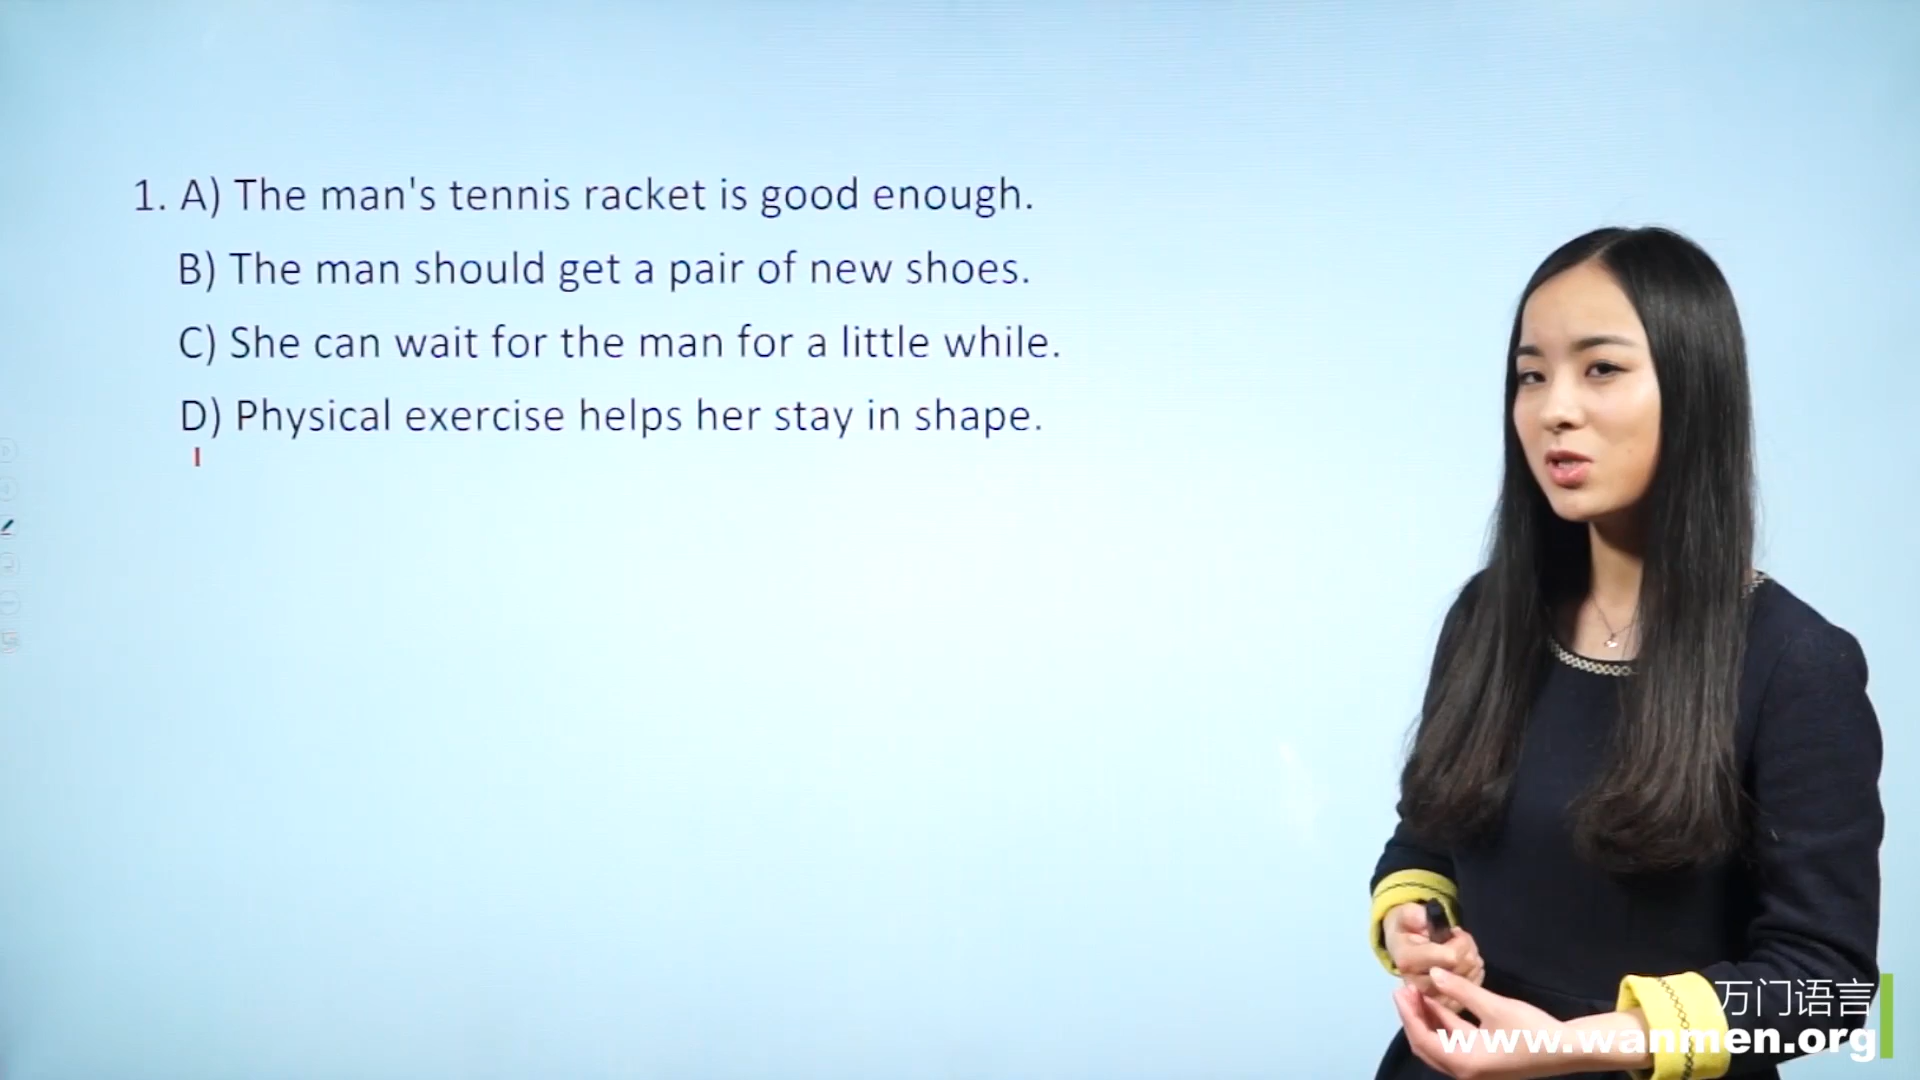 1. A) The man's tennis racket is good enough.
B) The man should get a pair of new shoes.
C) She can wait for the man for a little while.
D) Physical exercise helps her stay in shape.
万门语言
www.wanmen.org